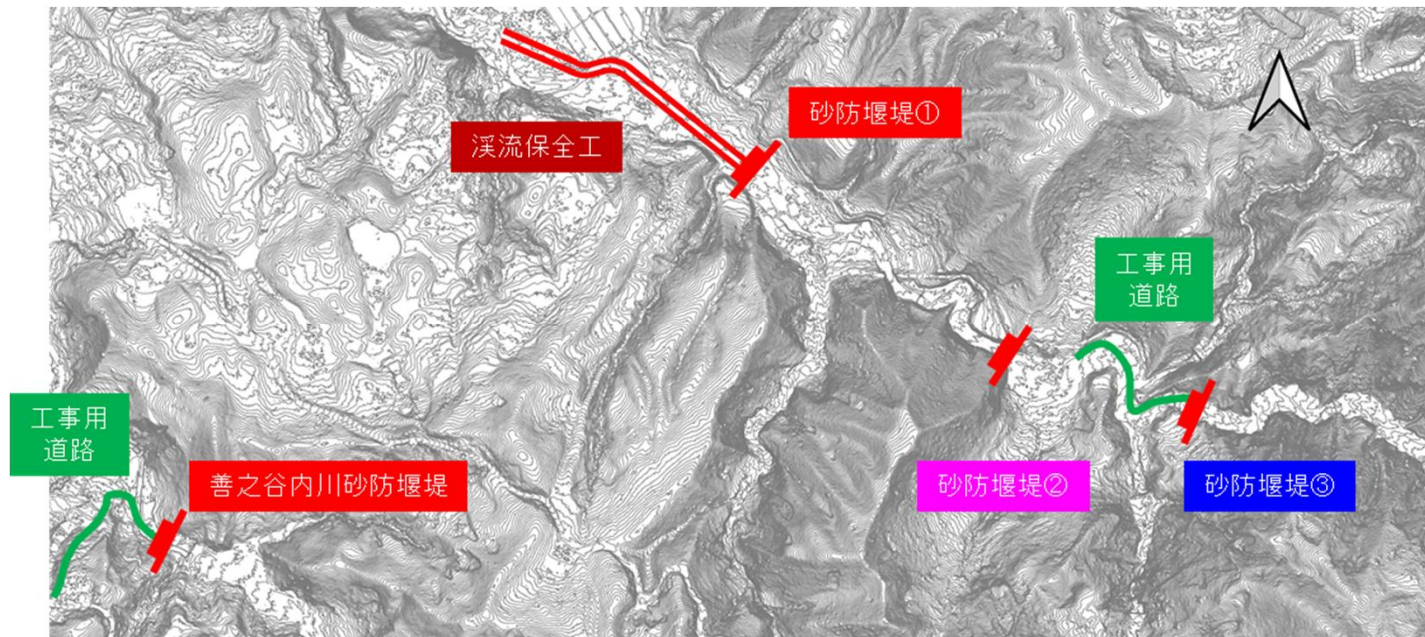 砂防堰堤①
渓流保全工
工事用
道路
工事用
道路
善之谷内川砂防堰堤
砂防堰堤②
砂防堰堤③